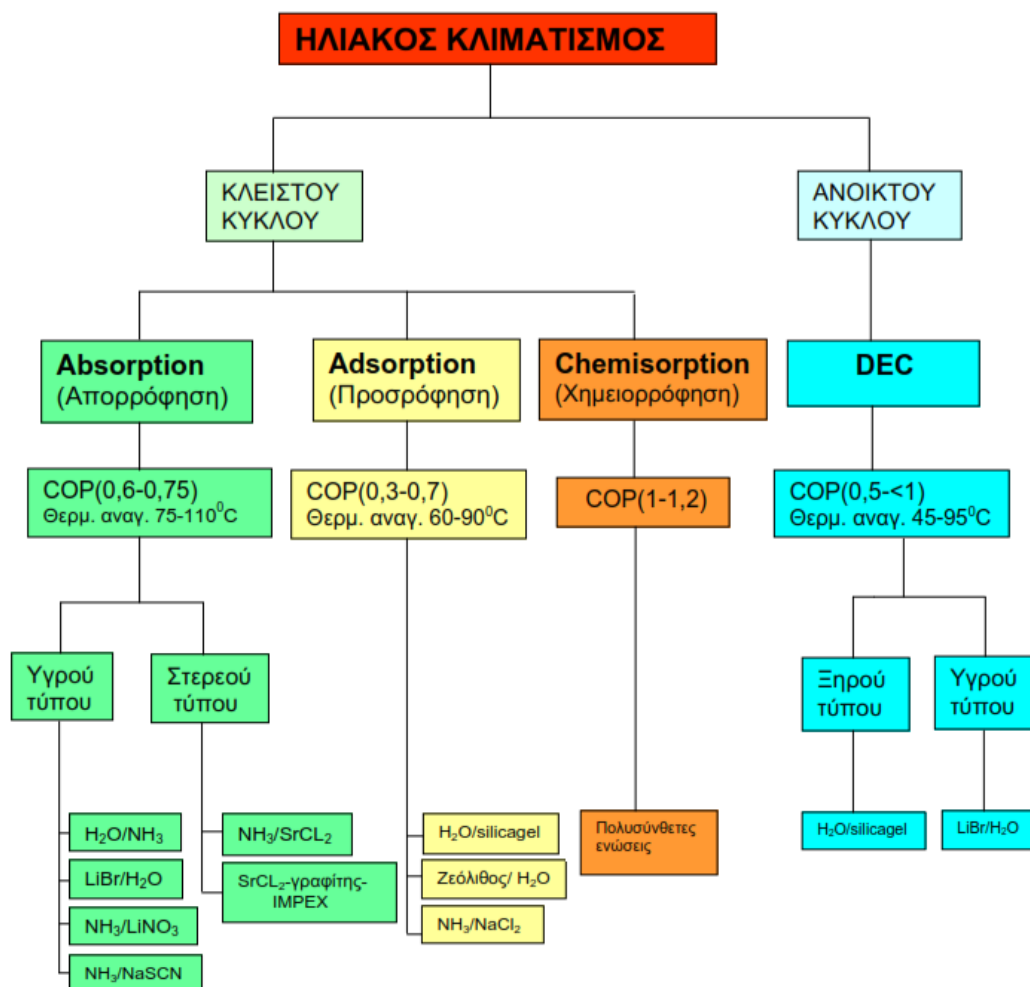 ΗΛΙΑΚΟΣ ΚΛΙΜΑΤΙΣΜΟΣ
ΚΛΕΙΣΤΟΥ
ΚΥΚΛΟΥ
ΑΝΟΙΚΤΟΥ
ΚΥΚΛΟΥ
Absorption
(Απορρόφηση)
Adsorption
(Προσρόφηση)
Chemisorption
(Χημειορρόφηση)
DEC
COP(0,6-0,75)
Θερμ. αναγ. 75-110⁰C
COP(0,3-0,7)
Θερμ. αναγ. 60-90⁰C
COP(1-1,2)
COP(0,5-<1)
Θερμ. αναγ. 45-95⁰C
Υγρού
τύπου
Στερεού
τύπου
Ξηρού
τύπου
Υγρού
τύπου
H₂O/NH₃
LiBr/H₂O
NH₃/LiNO₃
NH₃/NaSCN
NH₃/SrCL₂
SrCL₂-γραφίτης-
IMPEX
H₂O/silicagel
Ζεόλιθος/ H₂O
NH₃/NaCl₂
Πολυσύνθετες
ενώσεις
H₂O/silicagel
LiBr/H₂O